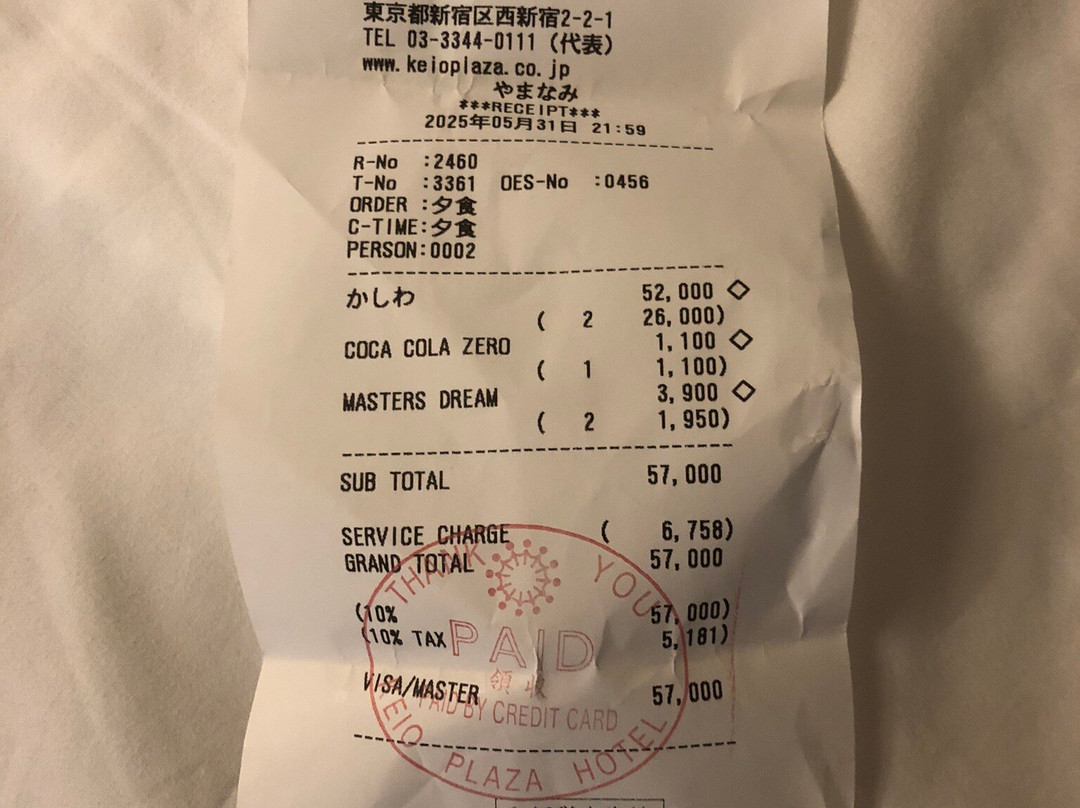 東京都新宿区西新宿2-2-1
TEL 03-3344-0111 (代表)
www.keioplaza.co.jp
やまなみ
***RECEIPT***
2025年05月31日 21:59
R-No :2460
T-No :3361 OES-No :0456
ORDER :夕食
C-TIME:夕食
PERSON:0002
かしわ 52,000 ◇
( 2 26,000)
COCA COLA ZERO 1,100 ◇
( 1 1,100)
MASTERS DREAM 3,900 ◇
( 2 1,950)
SUB TOTAL 57,000
SERVICE CHARGE ( 6,758)
GRAND TOTAL 57,000
(10% 57,000)
(10% TAX 5,181)
VISA/MASTER 57,000
THANK YOU
PAID
領収
PAID BY CREDIT CARD
KEIO PLAZA HOTEL